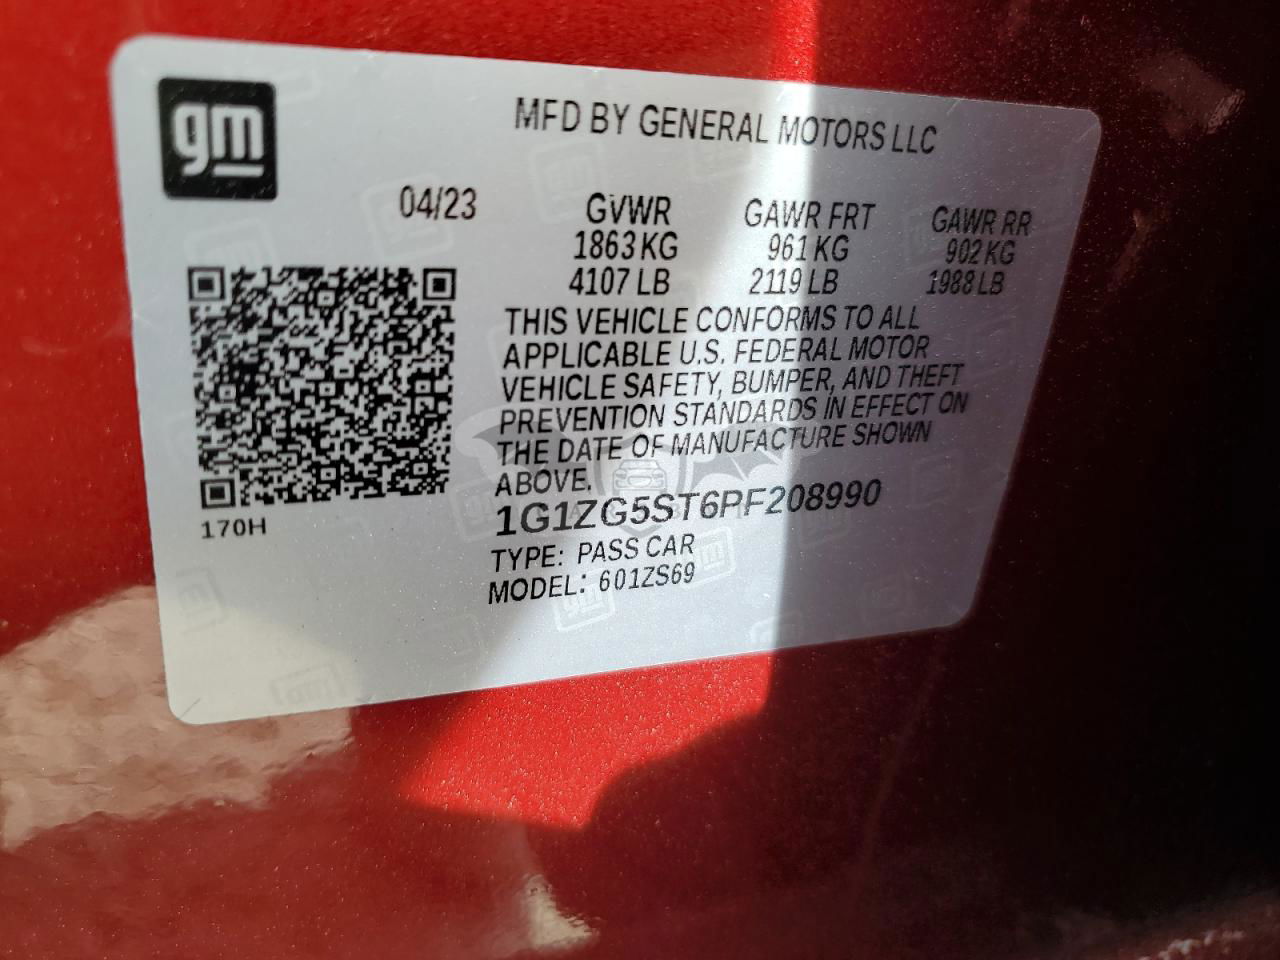 gm
MFD BY GENERAL MOTORS LLC
04/23
GVWR GAWR FRT GAWR RR
1863 KG 961 KG 902 KG
4107 LB 2119 LB 1988 LB
THIS VEHICLE CONFORMS TO ALL
APPLICABLE U.S. FEDERAL MOTOR
VEHICLE SAFETY, BUMPER, AND THEFT
PREVENTION STANDARDS IN EFFECT ON
THE DATE OF MANUFACTURE SHOWN
ABOVE.
1G1ZG5ST6PF208990
170H
TYPE: PASS CAR
MODEL: 601ZS69